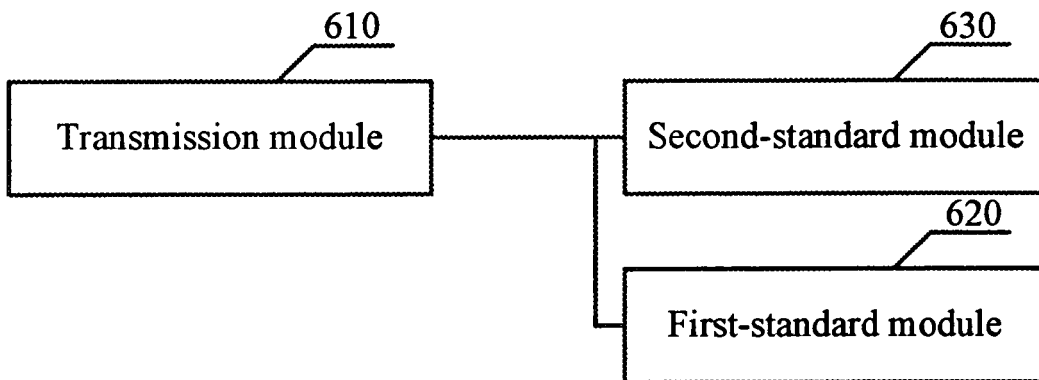 610
630
Transmission module
Second-standard module
620
First-standard module